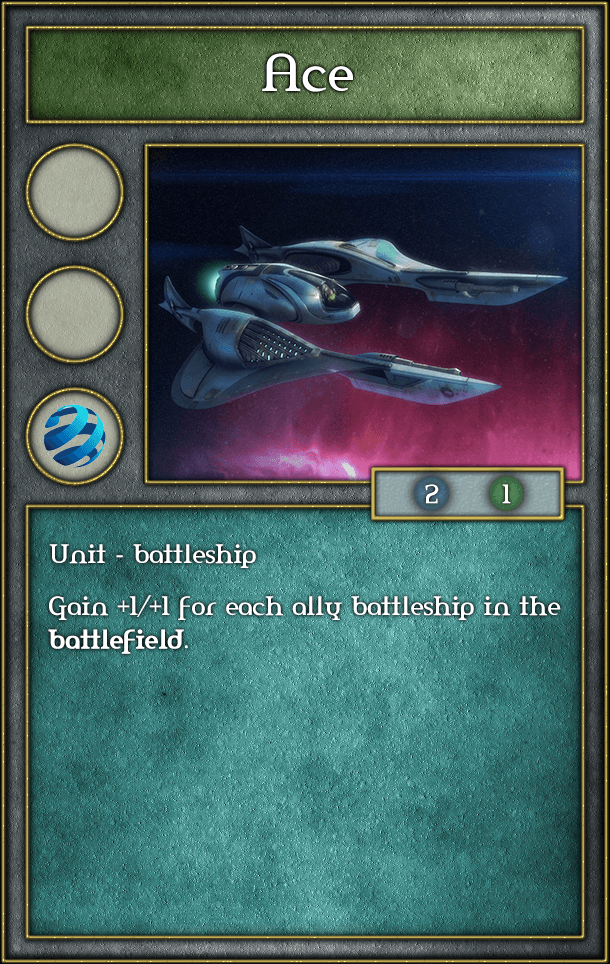 Ace
2 1
Unit - battleship
Gain +1/+1 for each ally battleship in the
battlefield.